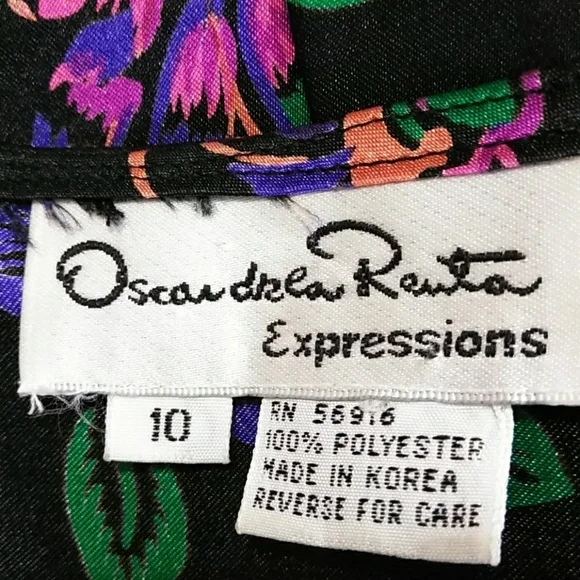 Oscar de la Renta
Expressions
10
RN 56916
100% POLYESTER
MADE IN KOREA
REVERSE FOR CARE